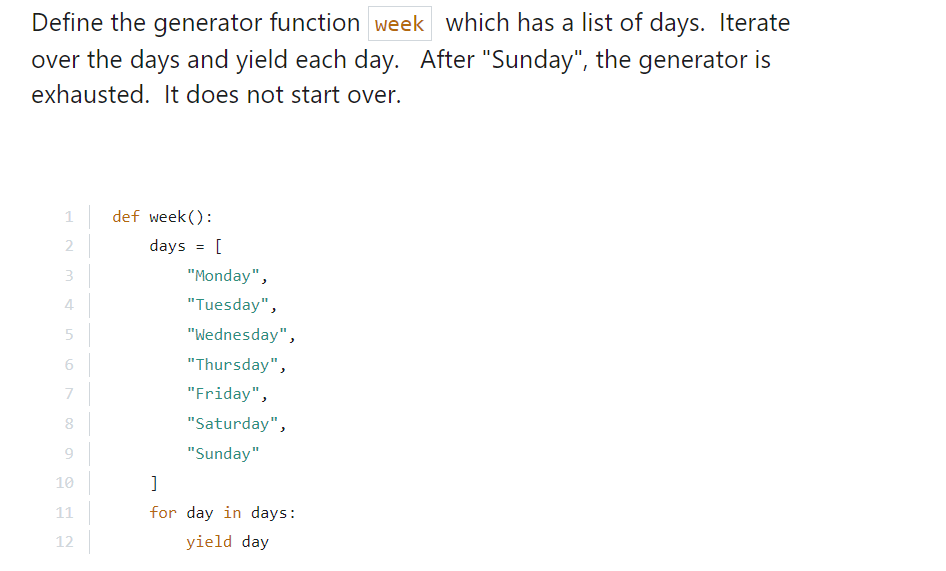 Define the generator function week which has a list of days. Iterate
over the days and yield each day. After "Sunday", the generator is
exhausted. It does not start over.
1 def week():
2     days = [
3         "Monday",
4         "Tuesday",
5         "Wednesday",
6         "Thursday",
7         "Friday",
8         "Saturday",
9         "Sunday"
10     ]
11     for day in days:
12         yield day